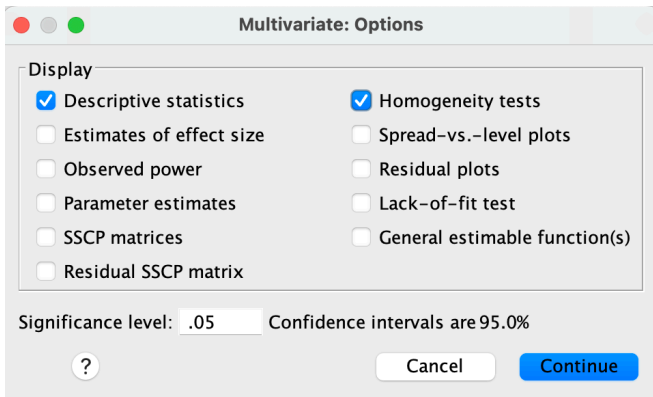 Multivariate: Options
Display
Descriptive statistics
Homogeneity tests
Estimates of effect size
Spread-vs.-level plots
Observed power
Residual plots
Parameter estimates
Lack-of-fit test
SSCP matrices
General estimable function(s)
Residual SSCP matrix
Significance level: .05 Confidence intervals are 95.0%
? Cancel Continue